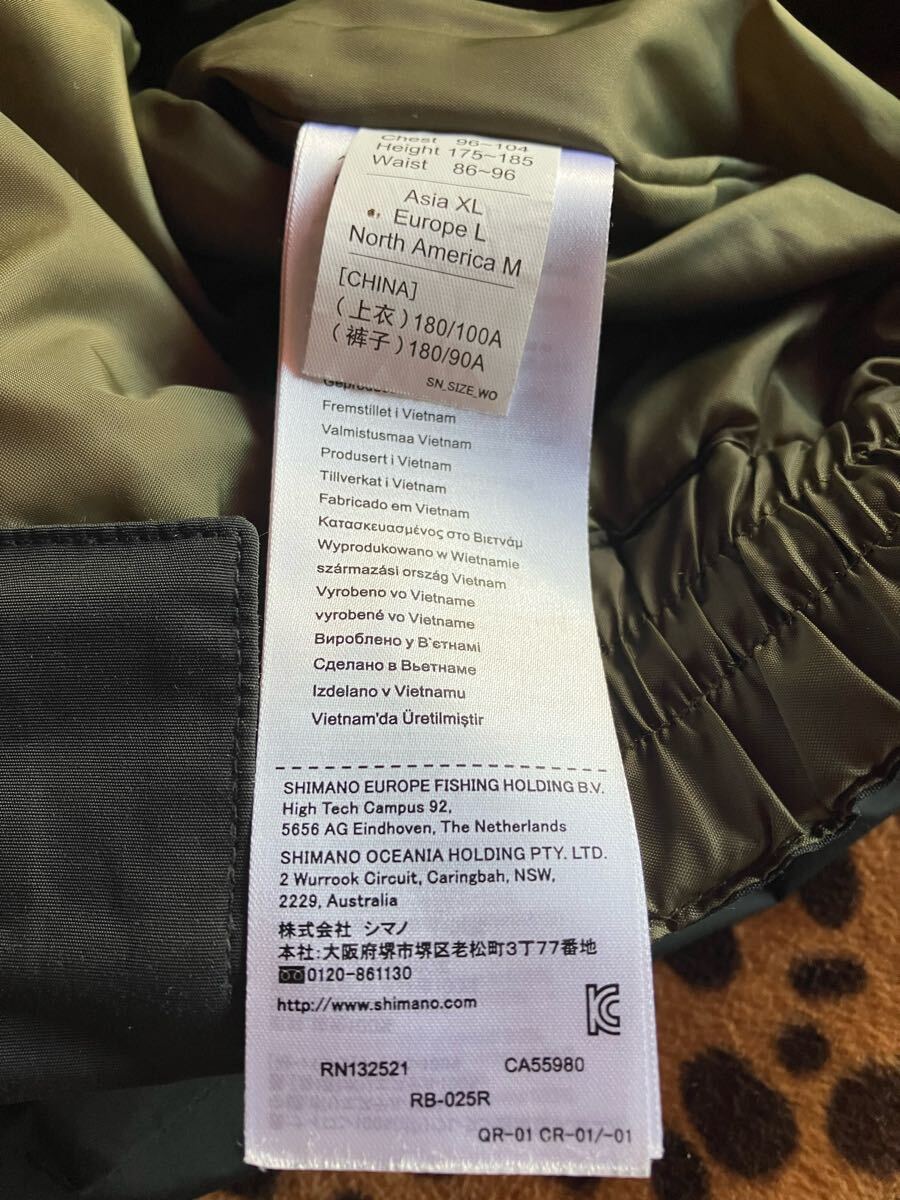 Chest 96~104
Height 175~185
Waist 86~96
Asia XL
Europe L
North America M
[CHINA]
(上衣)180/100A
(裤子)180/90A
SN_SIZE_WO
Fremstillet i Vietnam
Valmistusmaa Vietnam
Produsert i Vietnam
Tillverkat i Vietnam
Fabricado em Vietnam
Κατασκευασμένος στο Βιετνάμ
Wyprodukowano w Wietnamie
származási ország Vietnam
Vyrobeno vo Vietname
vyrobené vo Vietname
Вироблено у В`єтнамі
Сделано в Вьетнаме
Izdelano v Vietnamu
Vietnam'da Üretilmiştir
SHIMANO EUROPE FISHING HOLDING B.V.
High Tech Campus 92,
5656 AG Eindhoven, The Netherlands
SHIMANO OCEANIA HOLDING PTY. LTD.
2 Wurrook Circuit, Caringbah, NSW,
2229, Australia
株式会社 シマノ
本社:大阪府堺市堺区老松町3丁77番地
0120-861130
http://www.shimano.com
RN132521 CA55980
RB-025R
QR-01 CR-01/-01